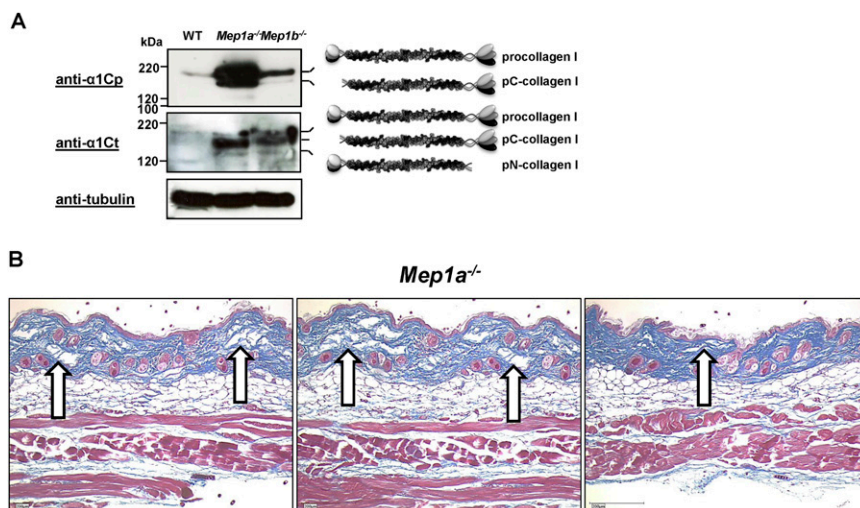 A
WT Mep1a-/- Mep1b-/-
kDa
220
anti-α1Cp
120
100
procollagen I
pC-collagen I
220
anti-α1Ct
120
procollagen I
pC-collagen I
pN-collagen I
anti-tubulin
B
Mep1a-/-